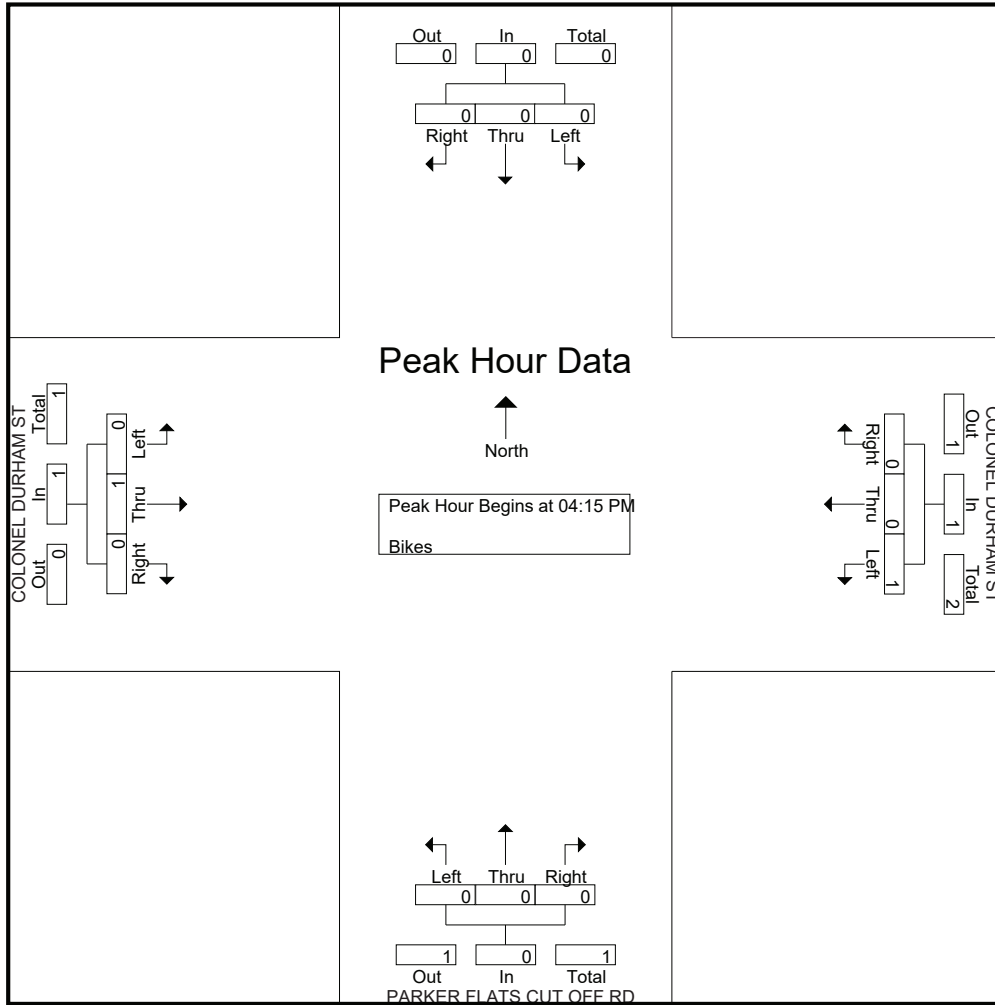 Out In Total
0 0 0
0 0 0
Right Thru Left
Peak Hour Data
North
Peak Hour Begins at 04:15 PM
Bikes
COLONEL DURHAM ST
Out In Total
0 1 1
Right Thru Left
0 1 0
COLONEL DURHAM ST
Out In Total
1 1 2
Right Thru Left
0 0 1
Left Thru Right
0 0 0
1 0 1
Out In Total
PARKER FLATS CUT OFF RD